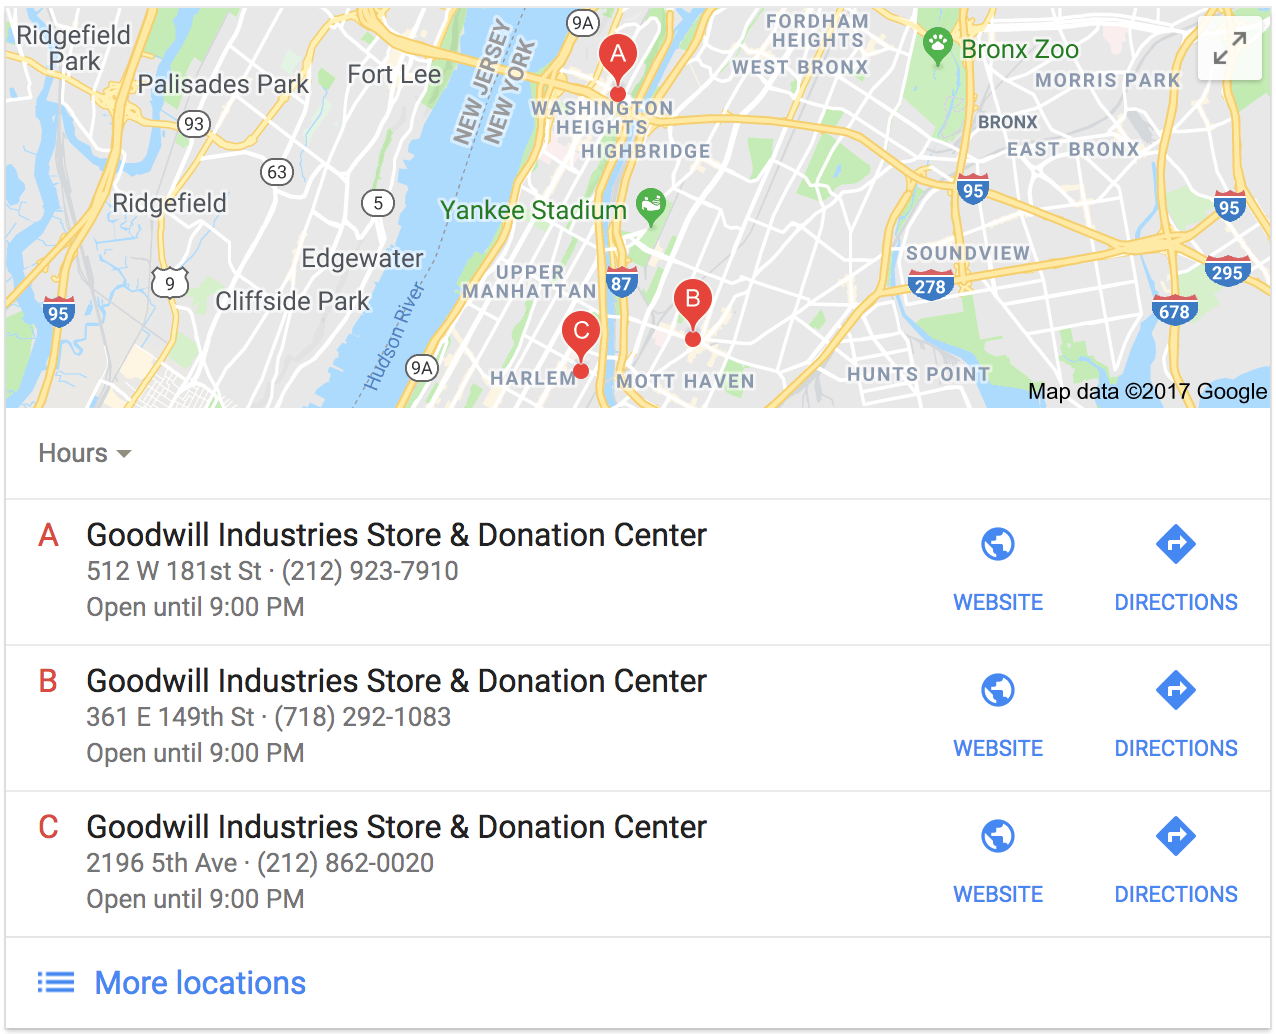 Ridgefield
Park
Palisades Park
Fort Lee
9A
A
FORDHAM
HEIGHTS
WEST BRONX
Bronx Zoo
MORRIS PARK
NEW JERSEY
NEW YORK
93
WASHINGTON
HEIGHTS
HIGHBRIDGE
BRONX
EAST BRONX
63
Ridgefield
5
Yankee Stadium
95
95
Edgewater
UPPER
MANHATTAN
87
SOUNDVIEW
295
9
Cliffside Park
278
B
678
95
Hudson River
C
9A
HARLEM
MOTT HAVEN
HUNTS POINT
Map data ©2017 Google
Hours
A Goodwill Industries Store & Donation Center
512 W 181st St · (212) 923-7910
Open until 9:00 PM
WEBSITE DIRECTIONS
B Goodwill Industries Store & Donation Center
361 E 149th St · (718) 292-1083
Open until 9:00 PM
WEBSITE DIRECTIONS
C Goodwill Industries Store & Donation Center
2196 5th Ave · (212) 862-0020
Open until 9:00 PM
WEBSITE DIRECTIONS
More locations